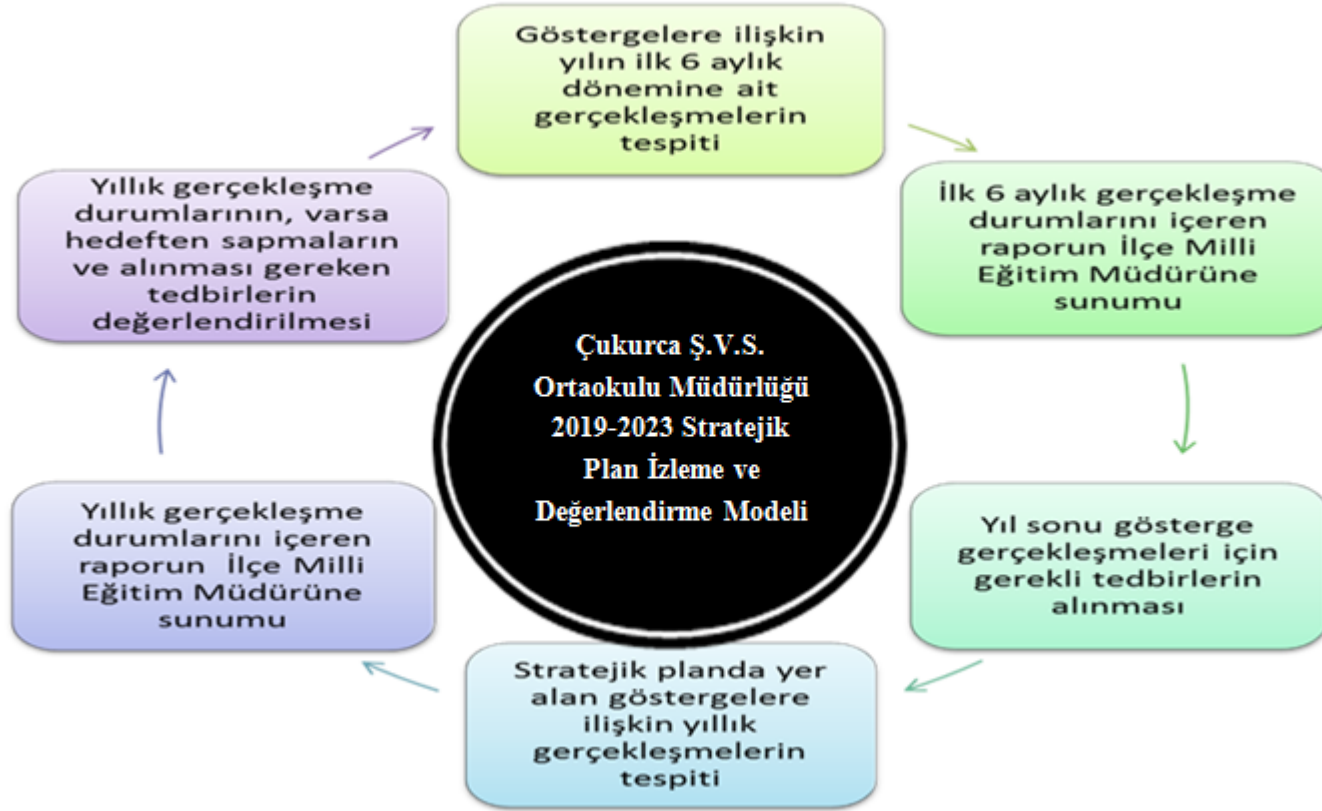 Göstergelere ilişkin
yılın ilk 6 aylık
dönemine ait
gerçekleşmelerin
tespiti
İlk 6 aylık gerçekleşme
durumlarını içeren
raporun İlçe Milli
Eğitim Müdürüne
sunumu
Yıl sonu gösterge
gerçekleşmeleri için
gerekli tedbirlerin
alınması
Stratejik planda yer
alan göstergelere
ilişkin yıllık
gerçekleşmelerin
tespiti
Yıllık gerçekleşme
durumlarını içeren
raporun İlçe Milli
Eğitim Müdürüne
sunumu
Yıllık gerçekleşme
durumlarının, varsa
hedeften sapmaların
ve alınması gereken
tedbirlerin
değerlendirilmesi
Çukurca Ş.V.S.
Ortaokulu Müdürlüğü
2019-2023 Stratejik
Plan İzleme ve
Değerlendirme Modeli